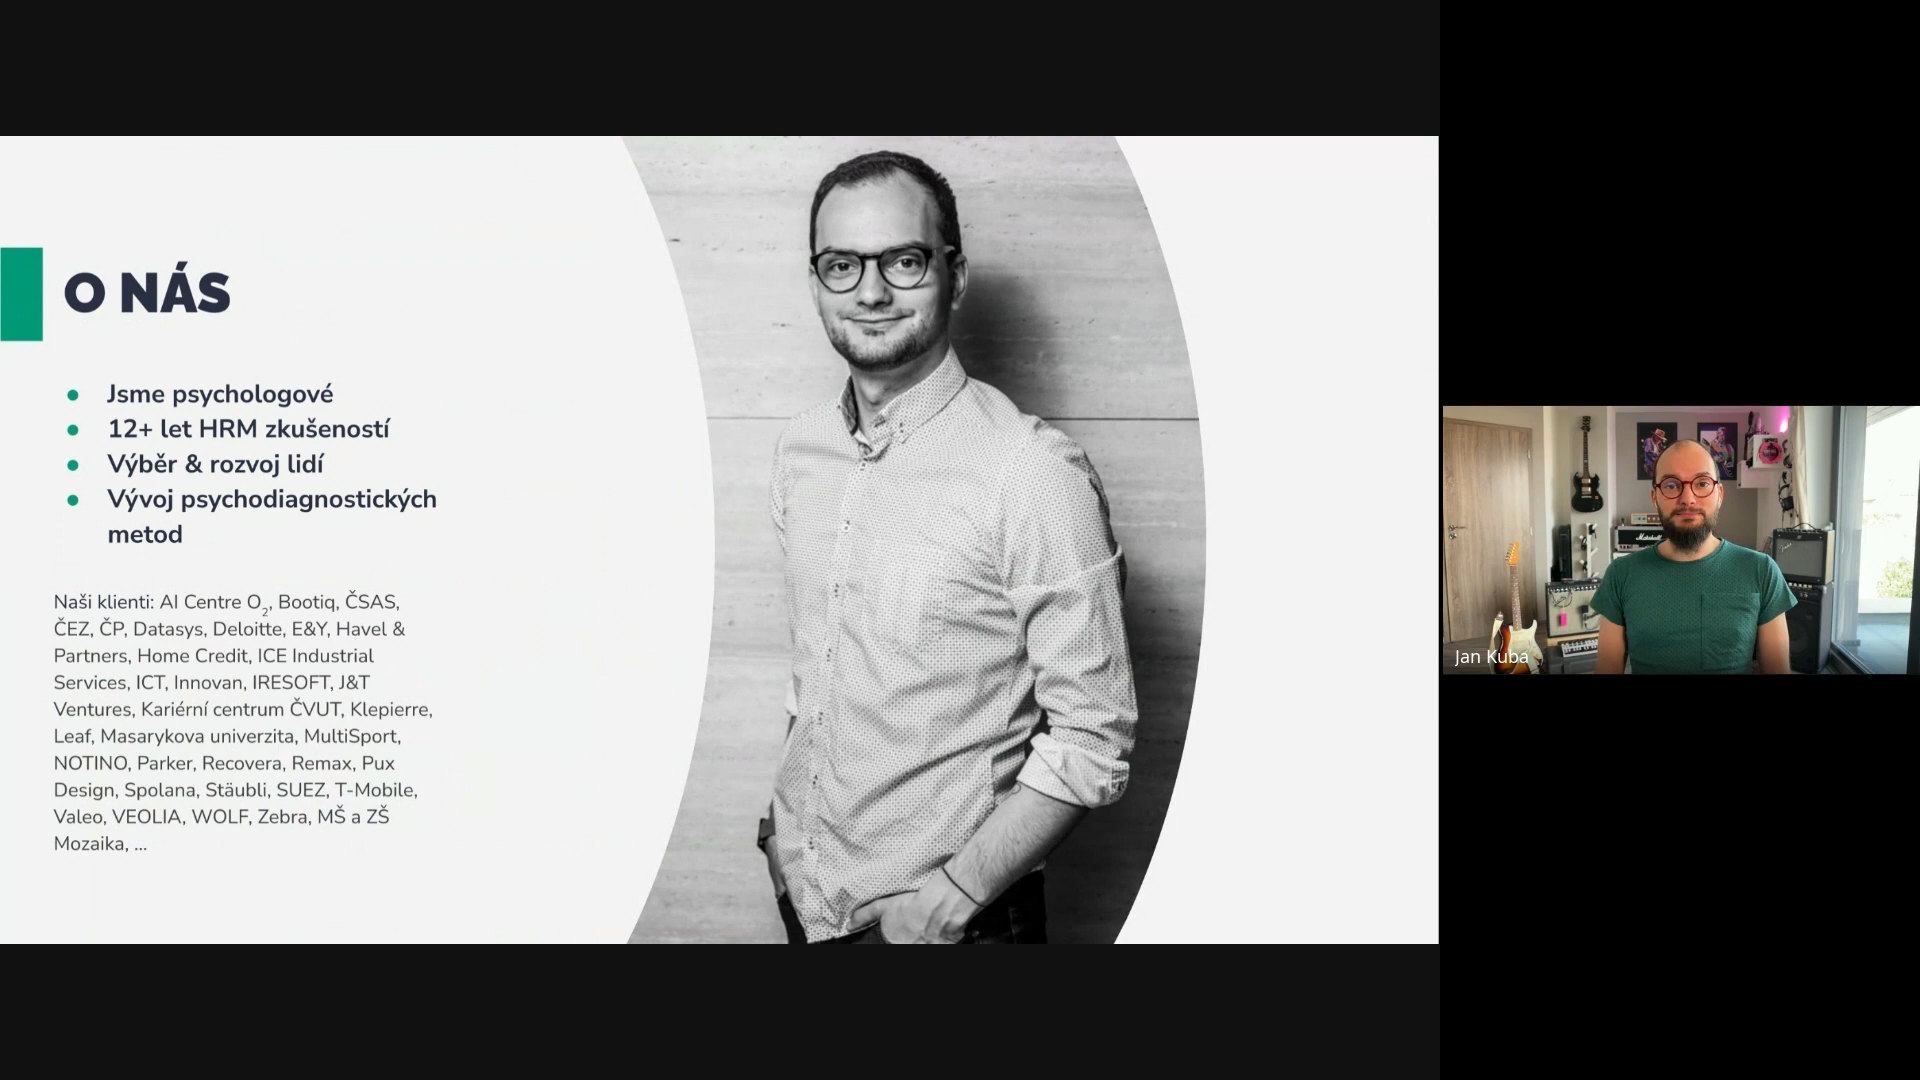 O NÁS
Jsme psychologové
12+ let HRM zkušeností
Výběr & rozvoj lidí
Vývoj psychodiagnostických
metod
Naši klienti: AI Centre O2, Bootiq, ČSAS,
ČEZ, ČP, Datasys, Deloitte, E&Y, Havel &
Partners, Home Credit, ICE Industrial
Services, ICT, Innovan, IRESOFT, J&T
Ventures, Kariérní centrum ČVUT, Klepierre,
Leaf, Masarykova univerzita, MultiSport,
NOTINO, Parker, Recovera, Remax, Pux
Design, Spolana, Stäubli, SUEZ, T-Mobile,
Valeo, VEOLIA, WOLF, Zebra, MŠ a ZŠ
Mozaika, ...
Marshall
Jan Kuba